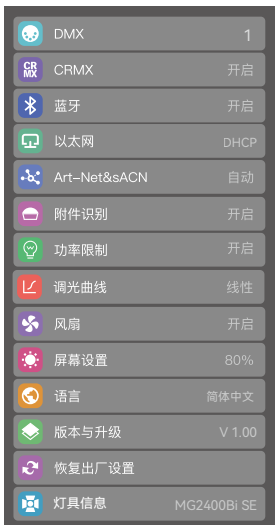 DMX 1
CRMX CRMX 开启
蓝牙 开启
以太网 DHCP
Art-Net&sACN 自动
附件识别 开启
功率限制 开启
调光曲线 线性
风扇 开启
屏幕设置 80%
语言 简体中文
版本与升级 V 1.00
恢复出厂设置
灯具信息 MG2400Bi SE